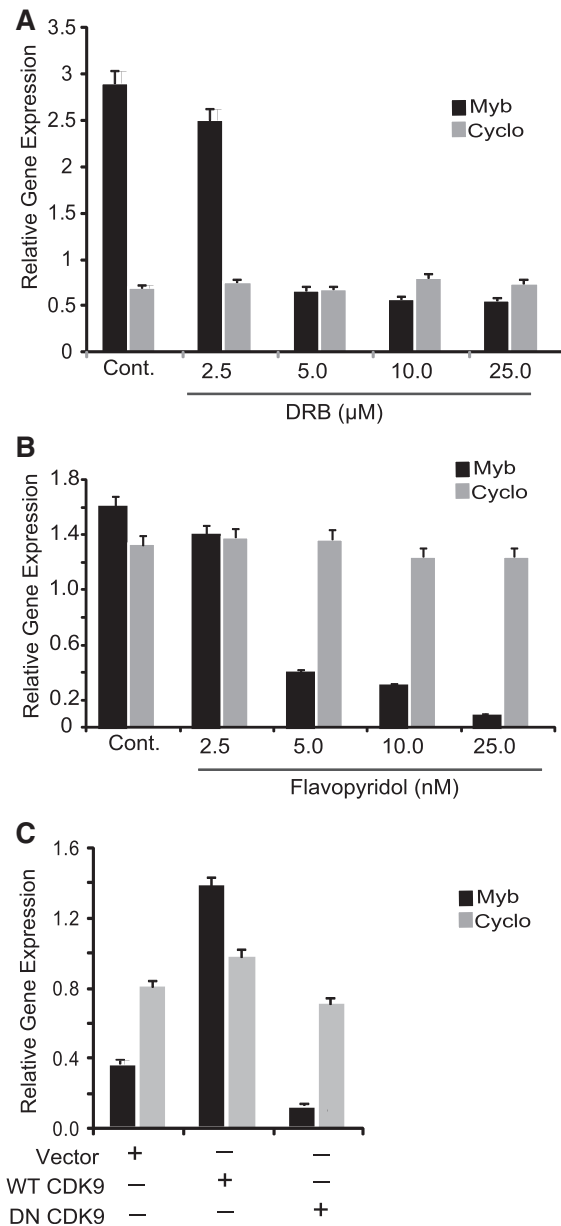 A
Relative Gene Expression
3.5
3
2.5
2
1.5
1
0.5
0
Myb
Cyclo
Cont. 2.5 5.0 10.0 25.0
DRB (µM)
B
Relative Gene Expression
1.8
1.4
1.0
0.6
0.2
0
Myb
Cyclo
Cont. 2.5 5.0 10.0 25.0
Flavopyridol (nM)
C
Relative Gene Expression
1.6
1.2
0.8
0.4
0.0
Myb
Cyclo
Vector + — —
WT CDK9 — + —
DN CDK9 — — +